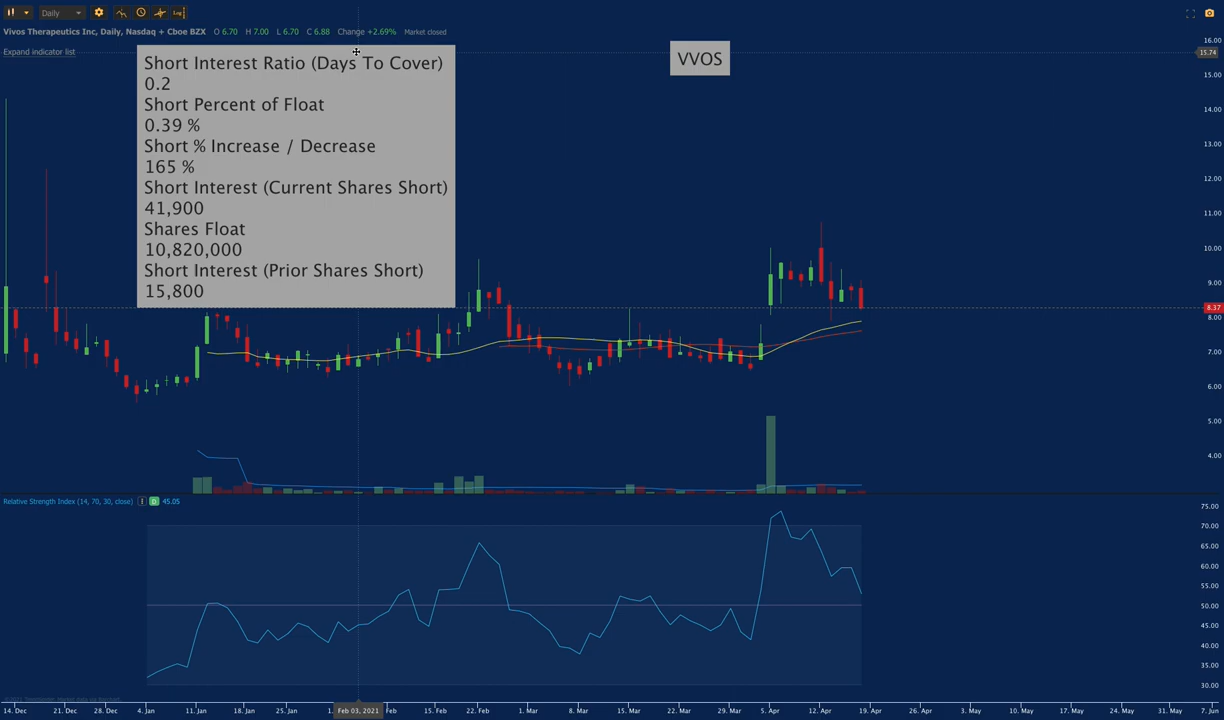 Daily
Log
Vivos Therapeutics Inc, Daily, Nasdaq + Cboe BZX O 6.70 H 7.00 L 6.70 C 6.88 Change +2.69% Market closed
Expand indicator list
VVOS
Short Interest Ratio (Days To Cover)
0.2
Short Percent of Float
0.39 %
Short % Increase / Decrease
165 %
Short Interest (Current Shares Short)
41,900
Shares Float
10,820,000
Short Interest (Prior Shares Short)
15,800
16.00
15.74
15.00
14.00
13.00
12.00
11.00
10.00
9.00
8.37
8.00
7.00
6.00
5.00
4.00
Relative Strength Index (14, 70, 30, close) D 45.05
75.00
70.00
65.00
60.00
55.00
50.00
45.00
40.00
35.00
30.00
14. Dec 21. Dec 28. Dec 4. Jan 11. Jan 18. Jan 25. Jan 1. Feb 03, 2021 Feb 8. Feb 15. Feb 22. Feb 1. Mar 8. Mar 15. Mar 22. Mar 29. Mar 5. Apr 12. Apr 19. Apr 26. Apr 3. May 10. May 17. May 24. May 31. May 7. Jun